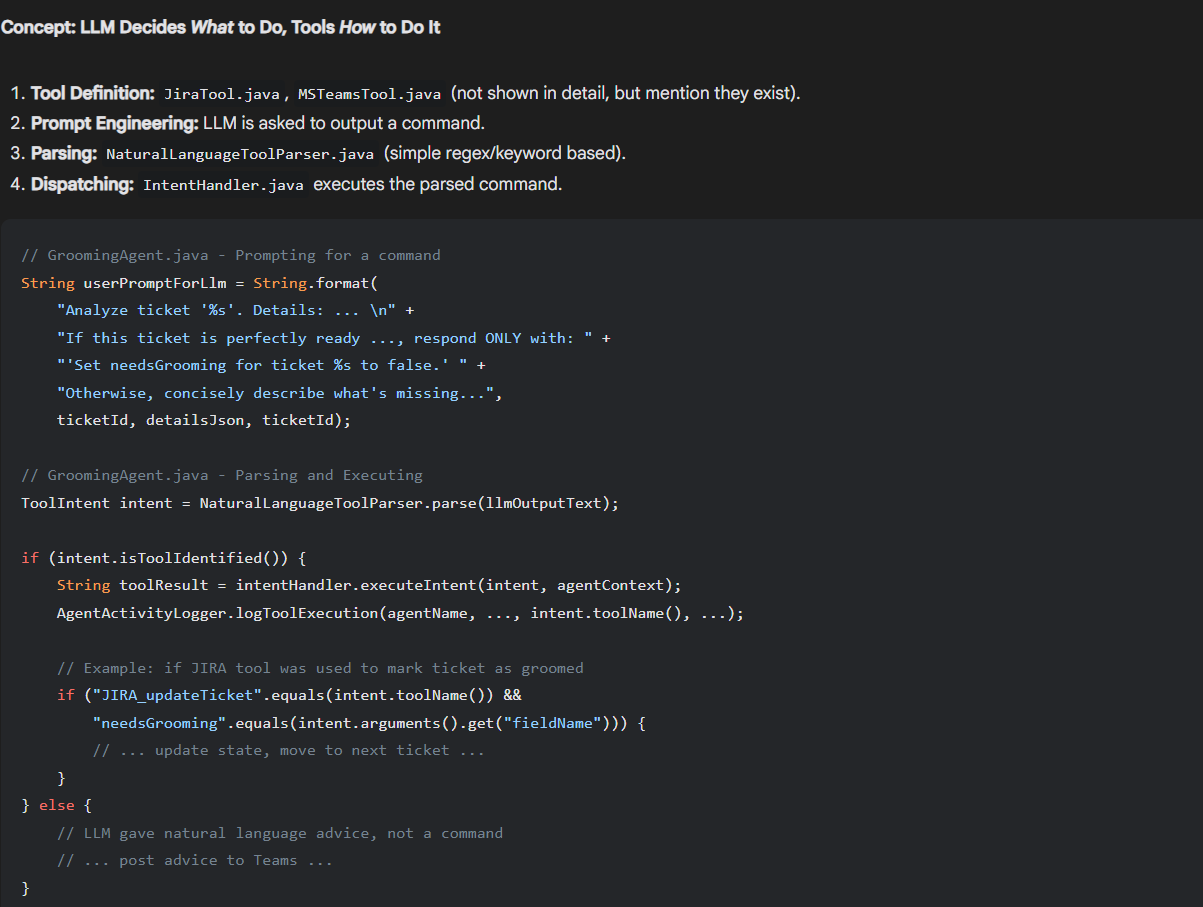 Concept: LLM Decides What to Do, Tools How to Do It
1. Tool Definition: JiraTool.java, MSTeamsTool.java (not shown in detail, but mention they exist).
2. Prompt Engineering: LLM is asked to output a command.
3. Parsing: NaturalLanguageToolParser.java (simple regex/keyword based).
4. Dispatching: IntentHandler.java executes the parsed command.
// GroomingAgent.java - Prompting for a command
String userPromptForLlm = String.format(
    "Analyze ticket '%s'. Details: ... \n" +
    "If this ticket is perfectly ready ..., respond ONLY with: " +
    "'Set needsGrooming for ticket %s to false.' " +
    "Otherwise, concisely describe what's missing...",
    ticketId, detailsJson, ticketId);
// GroomingAgent.java - Parsing and Executing
ToolIntent intent = NaturalLanguageToolParser.parse(llmOutputText);
if (intent.isToolIdentified()) {
    String toolResult = intentHandler.executeIntent(intent, agentContext);
    AgentActivityLogger.logToolExecution(agentName, ..., intent.toolName(), ...);
    // Example: if JIRA tool was used to mark ticket as groomed
    if ("JIRA_updateTicket".equals(intent.toolName()) &&
        "needsGrooming".equals(intent.arguments().get("fieldName"))) {
        // ... update state, move to next ticket ...
    }
} else {
    // LLM gave natural language advice, not a command
    // ... post advice to Teams ...
}